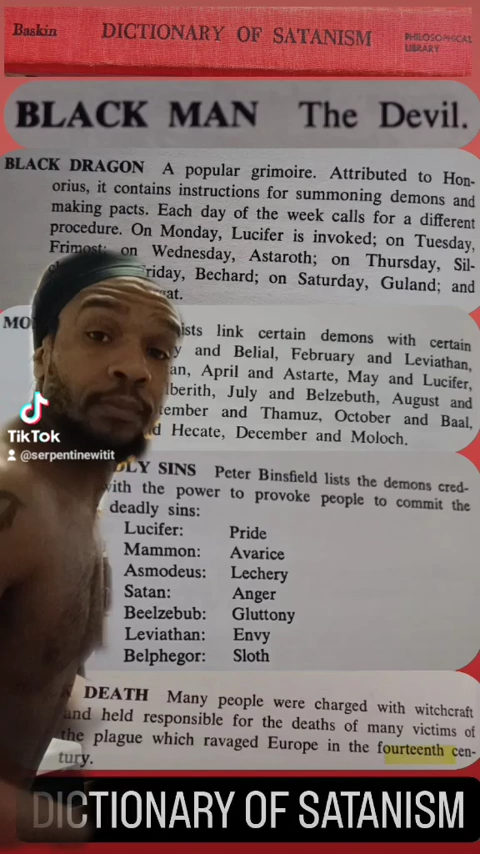 Baskin DICTIONARY OF SATANISM PHILOSOPHICAL
LIBRARY
BLACK MAN The Devil.
BLACK DRAGON A popular grimoire. Attributed to Hon-
orius, it contains instructions for summoning demons and
making pacts. Each day of the week calls for a different
procedure. On Monday, Lucifer is invoked; on Tuesday,
Frimost; on Wednesday, Astaroth; on Thursday, Sil-
Friday, Bechard; on Saturday, Guland; and
link certain demons with certain
and Belial, February and Leviathan,
April and Astarte, May and Lucifer,
July and Belzebuth, August and
and Thamuz, October and Baal,
Hecate, December and Moloch.
SINS Peter Binsfield lists the demons cred-
with the power to provoke people to commit the
deadly sins:
Lucifer: Pride
Mammon: Avarice
Asmodeus: Lechery
Satan: Anger
Beelzebub: Gluttony
Leviathan: Envy
Belphegor: Sloth
DEATH Many people were charged with witchcraft
and held responsible for the deaths of many victims of
the plague which ravaged Europe in the fourteenth cen-
tury.
TikTok
@serpentinewitit
DICTIONARY OF SATANISM